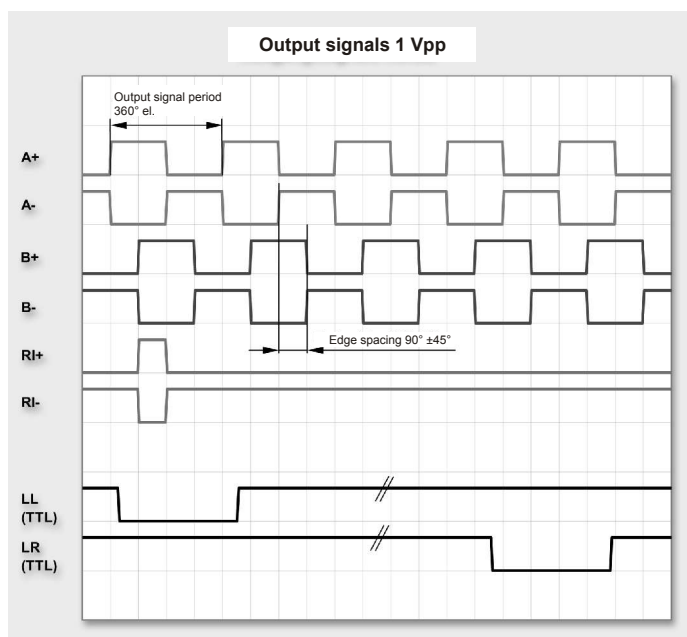 Output signals 1 Vpp
Output signal period
360° el.
A+
A-
B+
B-
Edge spacing 90° ±45°
RI+
RI-
LL
(TTL)
LR
(TTL)